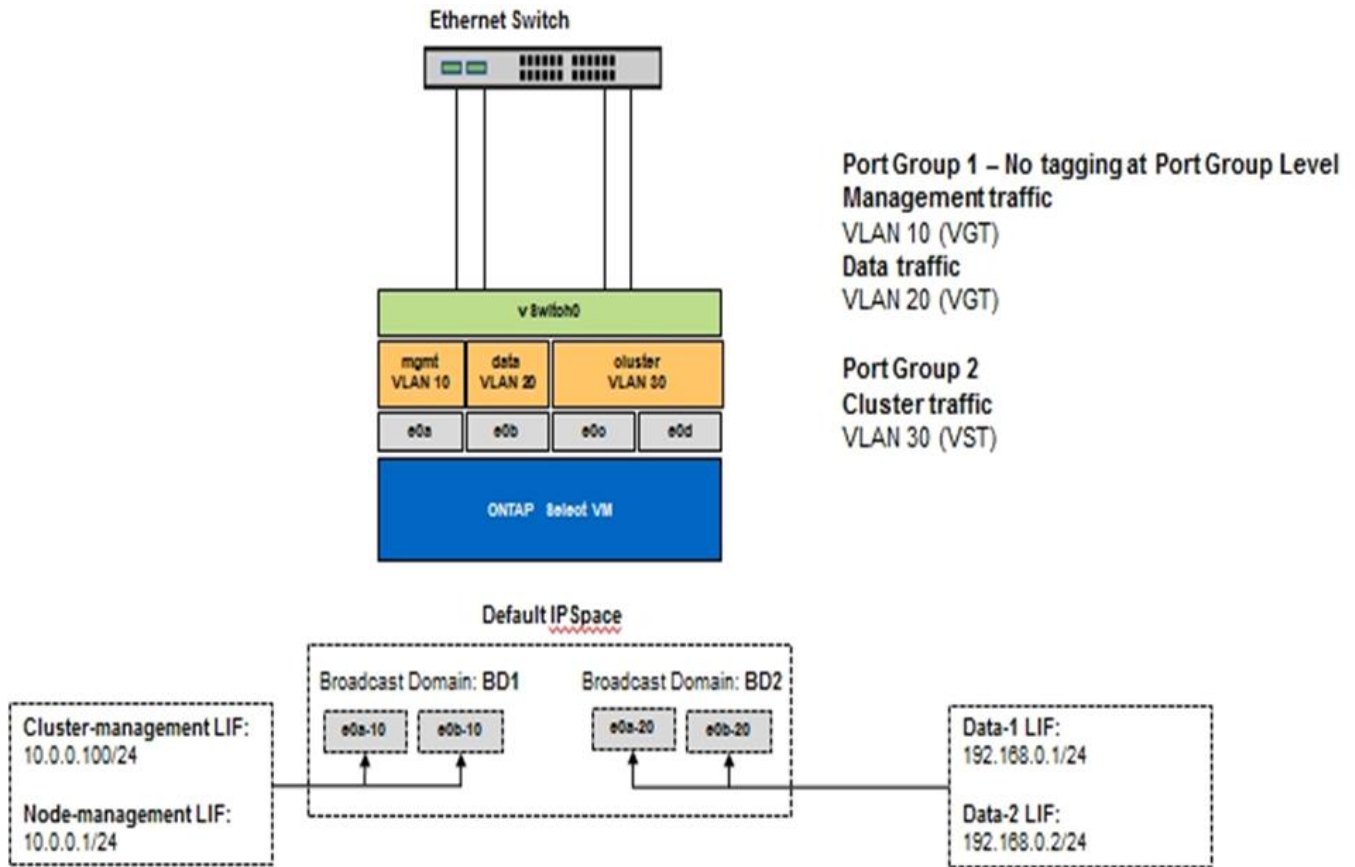 Ethernet Switch
Port Group 1 – No tagging at Port Group Level
Management traffic
VLAN 10 (VGT)
Data traffic
VLAN 20 (VGT)
Port Group 2
Cluster traffic
VLAN 30 (VST)
vSwitch0
mgmt
VLAN 10
data
VLAN 20
cluster
VLAN 30
e0a
e0b
e0c
e0d
ONTAP Select VM
Default IPSpace
Broadcast Domain: BD1
Broadcast Domain: BD2
e0a-10
e0b-10
e0a-20
e0b-20
Cluster-management LIF:
10.0.0.100/24
Node-management LIF:
10.0.0.1/24
Data-1 LIF:
192.168.0.1/24
Data-2 LIF:
192.168.0.2/24